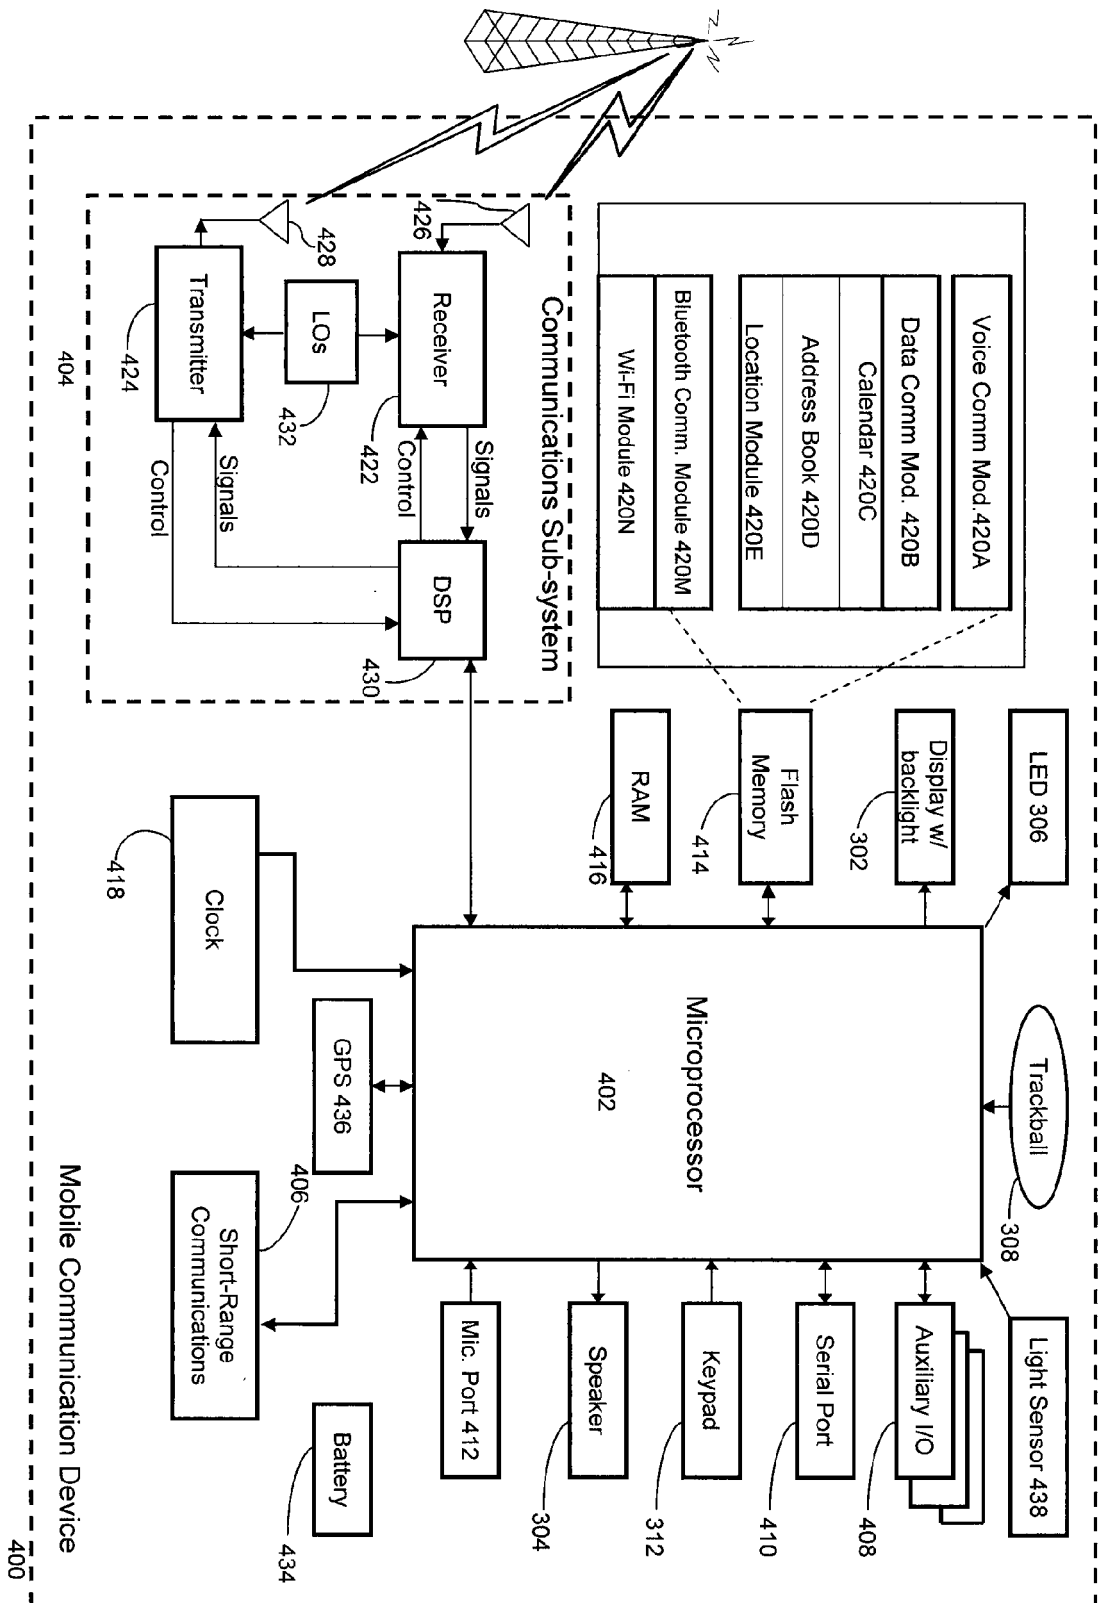 Voice Comm Mod.420A
Data Comm Mod. 420B
Calendar 420C
Address Book 420D
Location Module 420E
Bluetooth Comm. Module 420M
Wi-Fi Module 420N
LED 306
Display w/
backlight
302
Flash
Memory
414
RAM
416
Trackball
308
Light Sensor 438
Auxiliary I/O
408
Serial Port
410
Keypad
312
Speaker
304
Mic. Port 412
Microprocessor
402
Communications Sub-system
426
Receiver
422
Signals
Control
DSP
430
LOs
432
428
Transmitter
424
Signals
Control
404
Clock
418
GPS 436
406
Short-Range
Communications
Battery
434
Mobile Communication Device
400